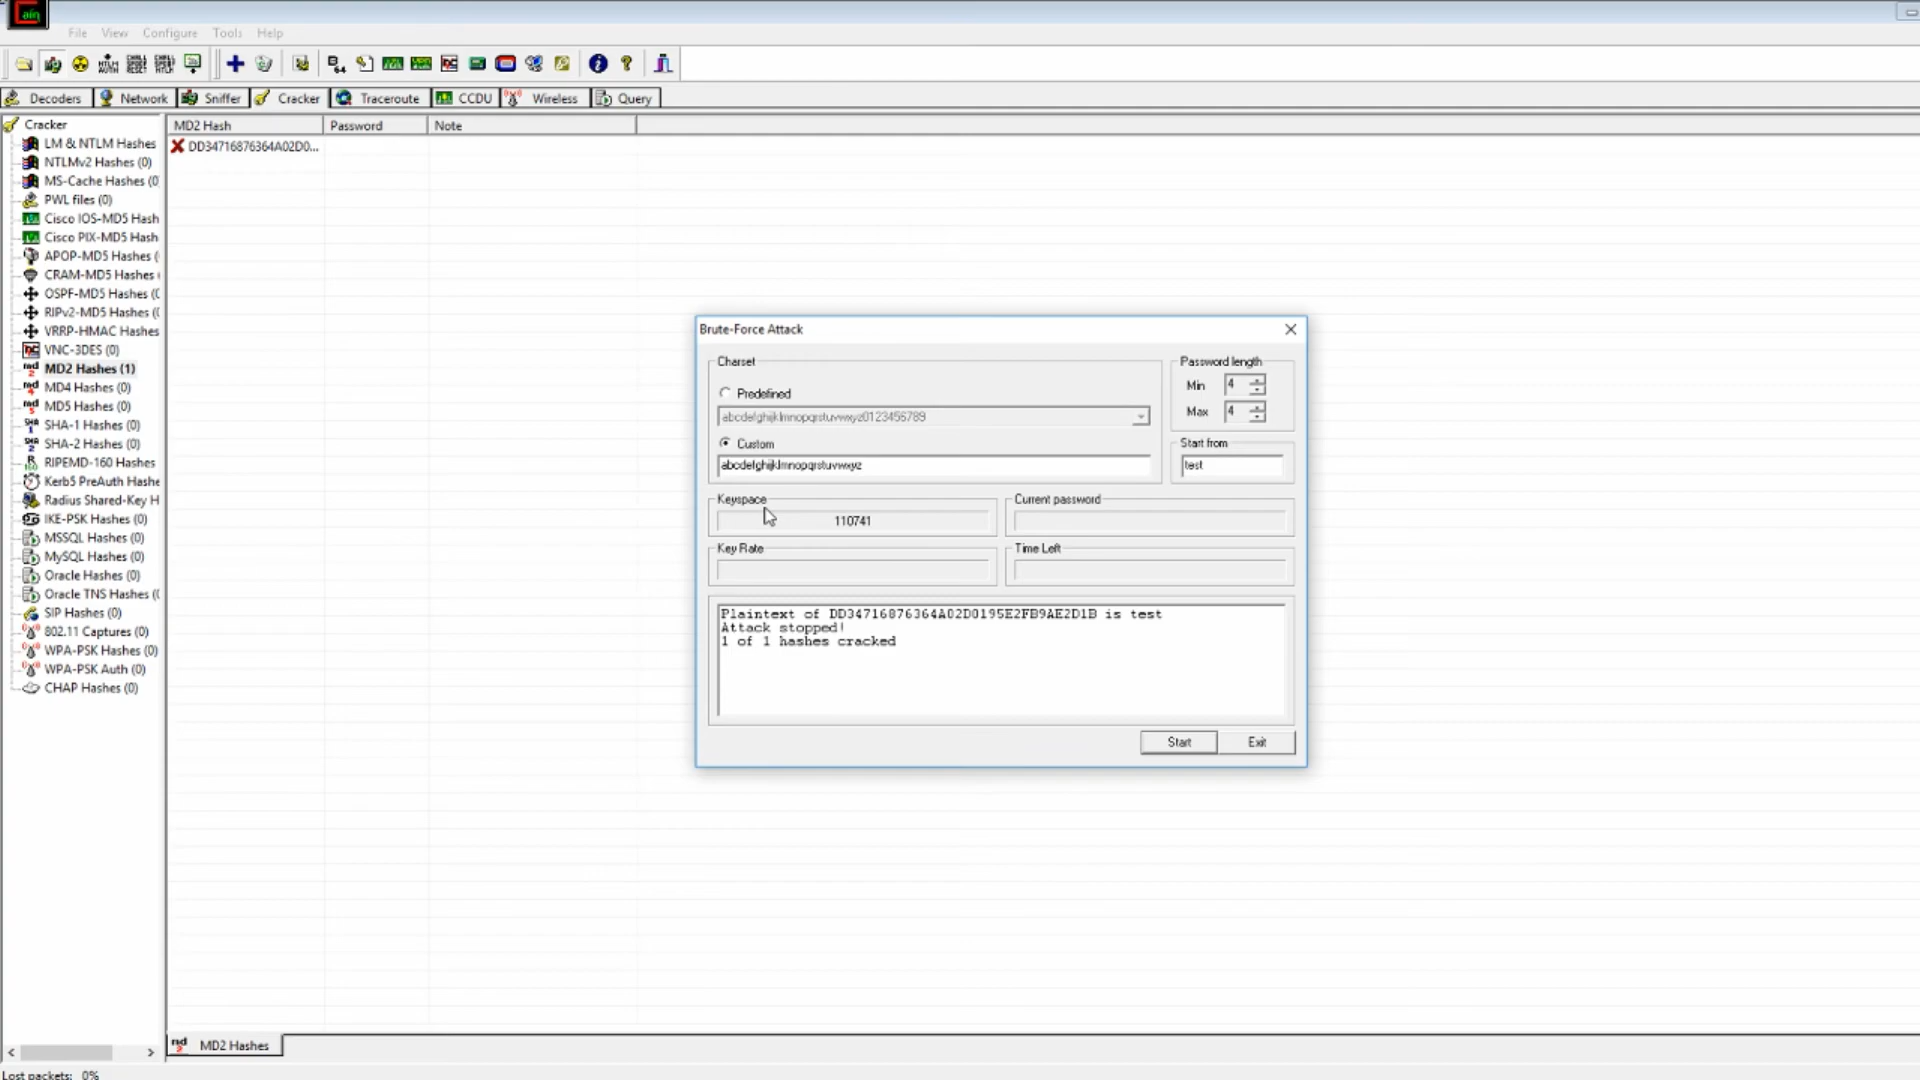 Cain
File View Configure Tools Help
Decoders Network Sniffer Cracker Traceroute CCDU Wireless Query
Cracker
LM & NTLM Hashes
NTLMv2 Hashes (0)
MS-Cache Hashes (0
PWL files (0)
Cisco IOS-MD5 Hash
Cisco PIX-MD5 Hash
APOP-MD5 Hashes (
CRAM-MD5 Hashes
OSPF-MD5 Hashes ((
RIPv2-MD5 Hashes ((
VRRP-HMAC Hashes
VNC-3DES (0)
MD2 Hashes (1)
MD4 Hashes (0)
MD5 Hashes (0)
SHA-1 Hashes (0)
SHA-2 Hashes (0)
RIPEMD-160 Hashes
Kerb5 PreAuth Hashe
Radius Shared-Key H
IKE-PSK Hashes (0)
MSSQL Hashes (0)
MySQL Hashes (0)
Oracle Hashes (0)
Oracle TNS Hashes ((
SIP Hashes (0)
802.11 Captures (0)
WPA-PSK Hashes (0)
WPA-PSK Auth (0)
CHAP Hashes (0)
MD2 Hash Password Note
DD34716876364A02D0...
Brute-Force Attack
Charset
Predefined
abcdefghijklmnopqrstuvwxyz0123456789
Custom
abcdefghijklmnopqrstuvwxyz
Password length
Min 4
Max 4
Start from
test
Keyspace
110741
Current password
Key Rate
Time Left
Plaintext of DD34716876364A02D0195E2FB9AE2D1B is test
Attack stopped!
1 of 1 hashes cracked
Start Exit
MD2 Hashes
Lost packets: 0%